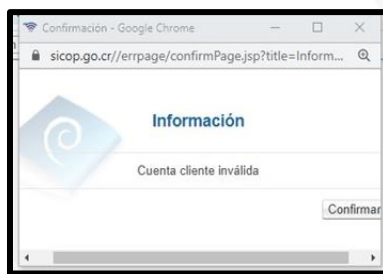 Confirmación - Google Chrome
sicop.go.cr//errpage/confirmPage.jsp?title=Inform...
Información
Cuenta cliente inválida
Confirmar